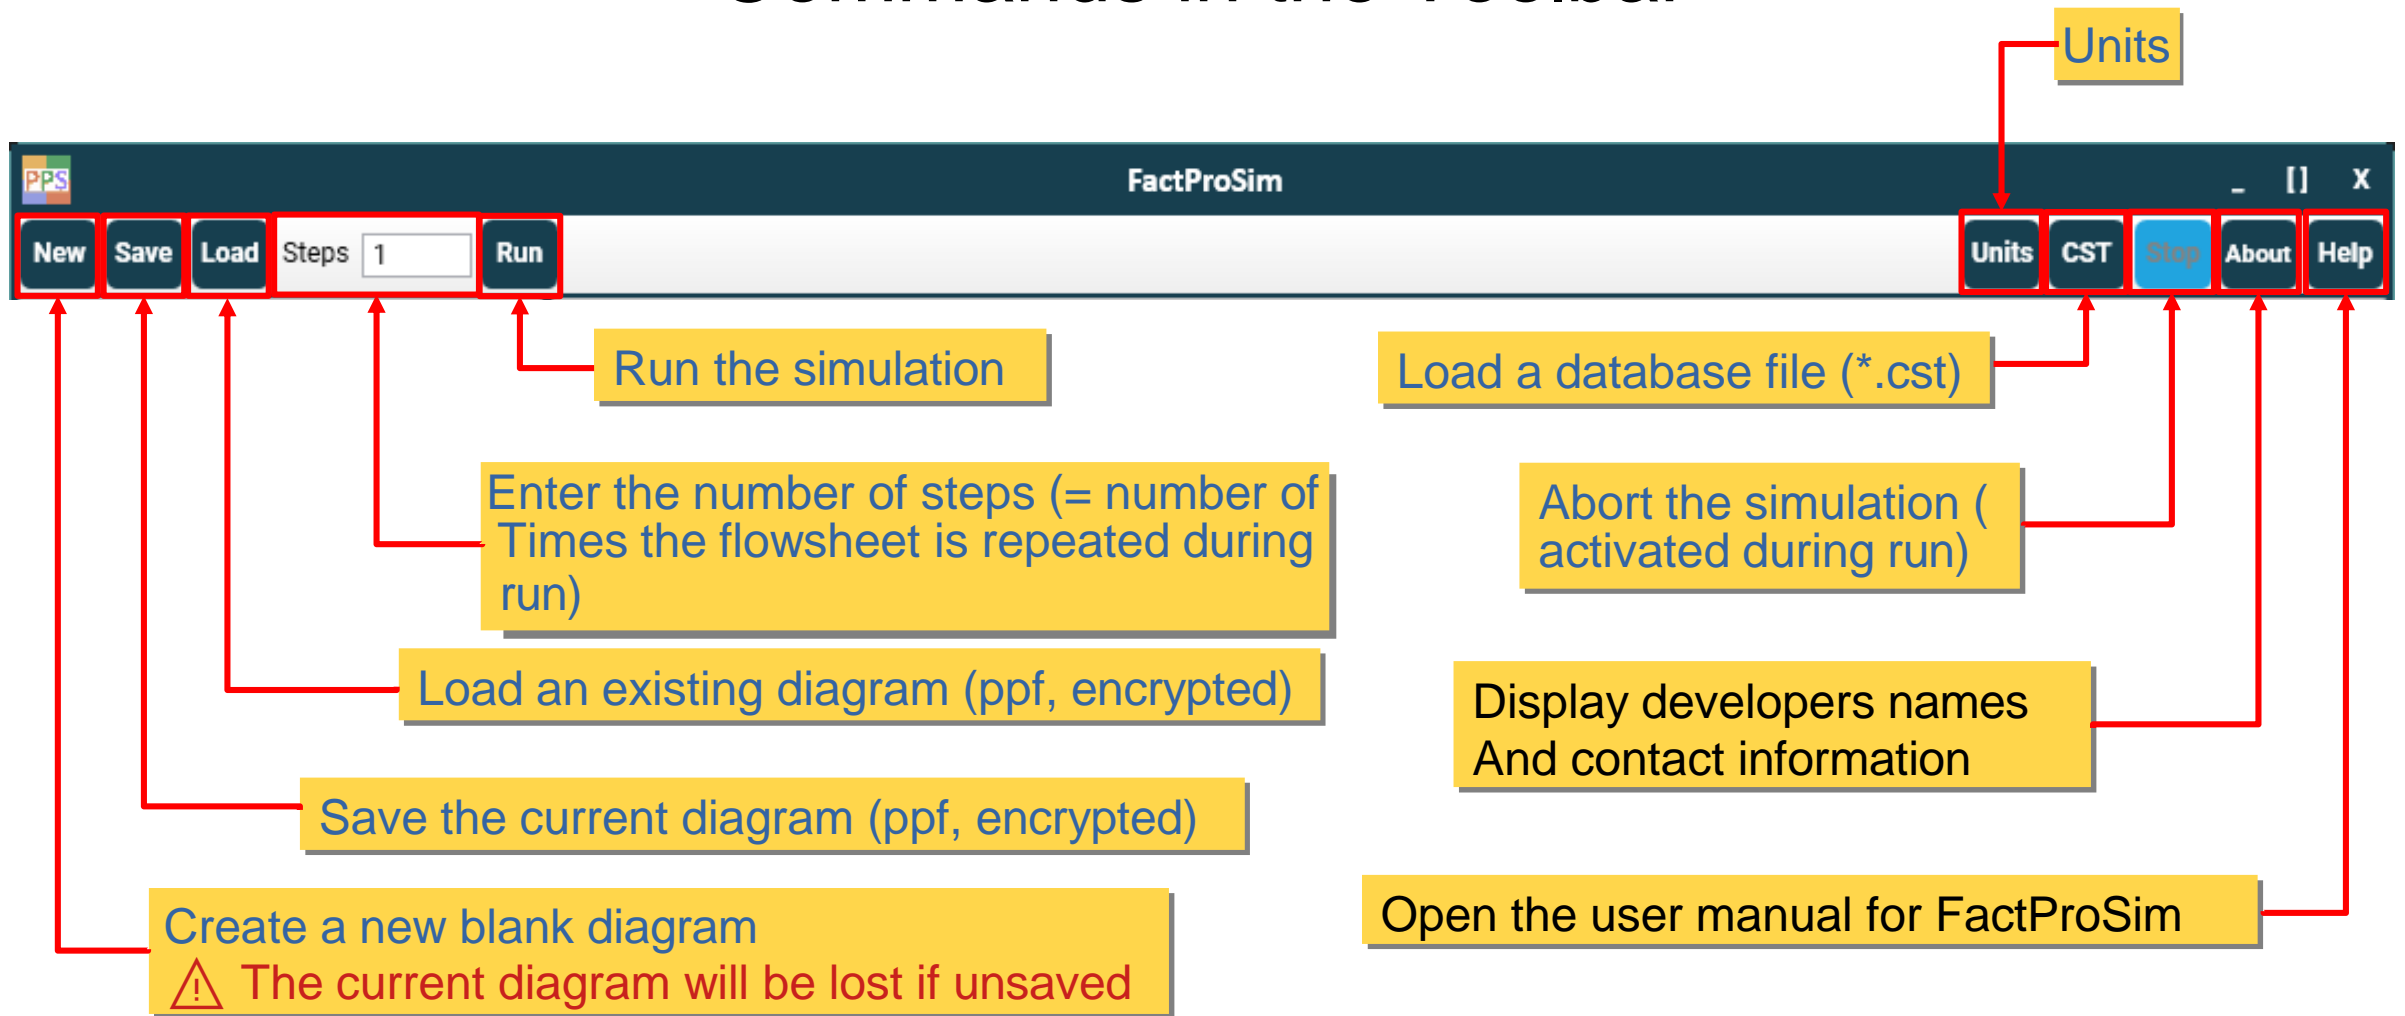 Commands in the Toolbar
Units
PPS
FactProSim
_ [] X
New Save Load Steps 1 Run Units CST Stop About Help
Run the simulation
Load a database file (*.cst)
Enter the number of steps (= number of
Times the flowsheet is repeated during
run)
Abort the simulation (
activated during run)
Load an existing diagram (ppf, encrypted)
Display developers names
And contact information
Save the current diagram (ppf, encrypted)
Create a new blank diagram
⚠ The current diagram will be lost if unsaved
Open the user manual for FactProSim